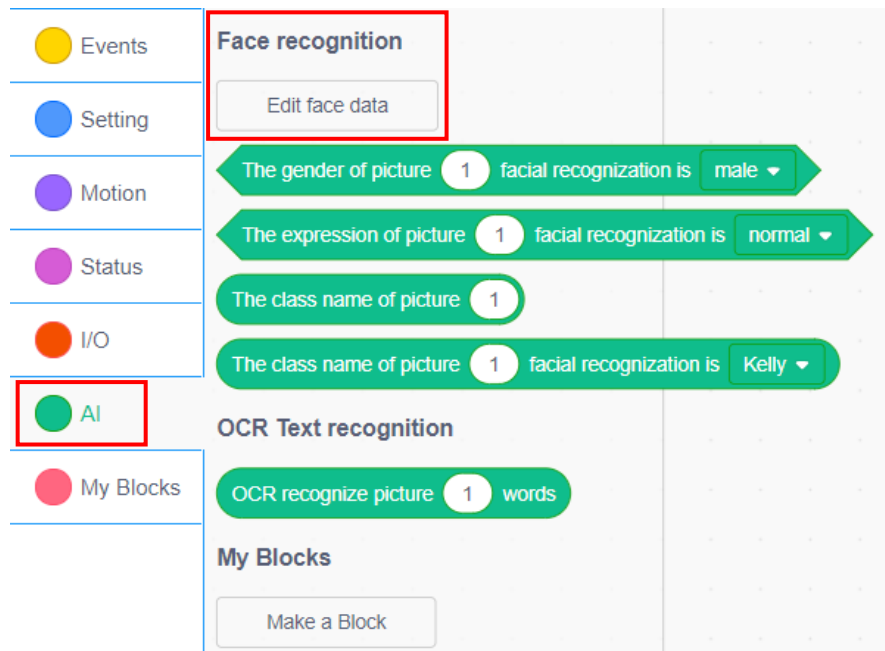 Events
Setting
Motion
Status
I/O
AI
My Blocks
Face recognition
Edit face data
The gender of picture 1 facial recognization is male
The expression of picture 1 facial recognization is normal
The class name of picture 1
The class name of picture 1 facial recognization is Kelly
OCR Text recognition
OCR recognize picture 1 words
My Blocks
Make a Block